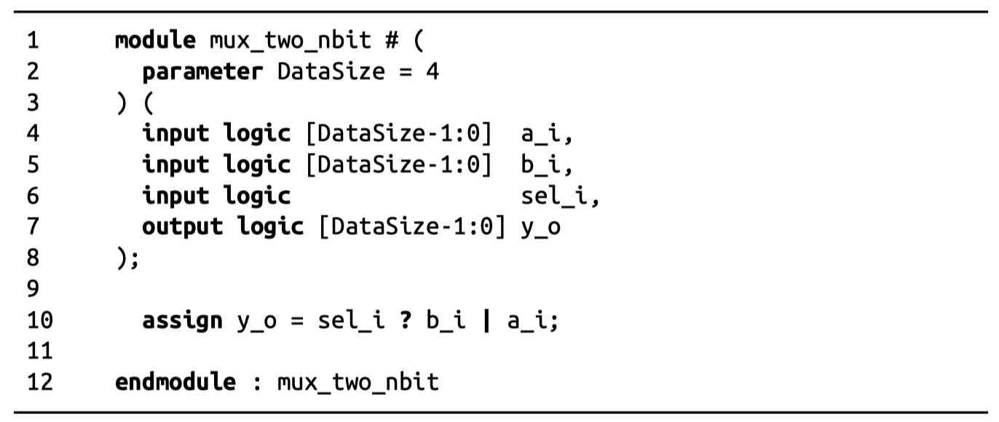 1 module mux_two_nbit # (
2 parameter DataSize = 4
3 ) (
4 input logic [DataSize-1:0] a_i,
5 input logic [DataSize-1:0] b_i,
6 input logic sel_i,
7 output logic [DataSize-1:0] y_o
8 );
9
10 assign y_o = sel_i ? b_i | a_i;
11
12 endmodule : mux_two_nbit